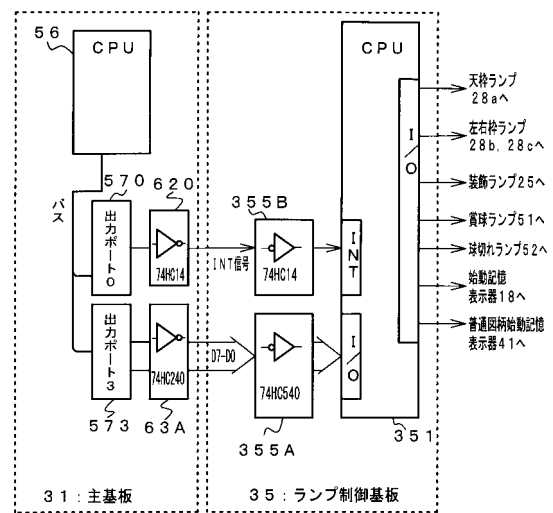 56
CPU
バス
570
出力ポート0
620
74HC14
INT信号
出力ポート3
573
74HC240
63A
D7-D0
31：主基板
355B
74HC14
74HC540
355A
CPU
INT
I/O
I/O
351
35：ランプ制御基板
天枠ランプ
28aへ
左右枠ランプ
28b、28cへ
装飾ランプ25へ
賞球ランプ51へ
球切れランプ52へ
始動記憶
表示器18へ
普通図柄始動記憶
表示器41へ